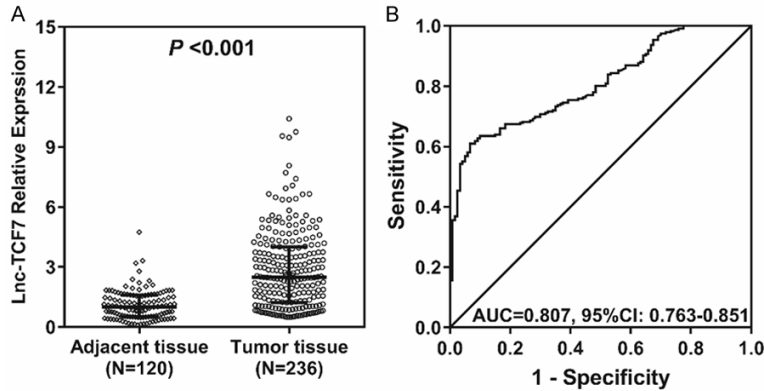 A
P <0.001
Lnc-TCF7 Relative Exprssion
15
12
9
6
3
0
Adjacent tissue
(N=120)
Tumor tissue
(N=236)
B
Sensitivity
1.0
0.8
0.6
0.4
0.2
0.0
AUC=0.807, 95%CI: 0.763-0.851
0.0 0.2 0.4 0.6 0.8 1.0
1 - Specificity